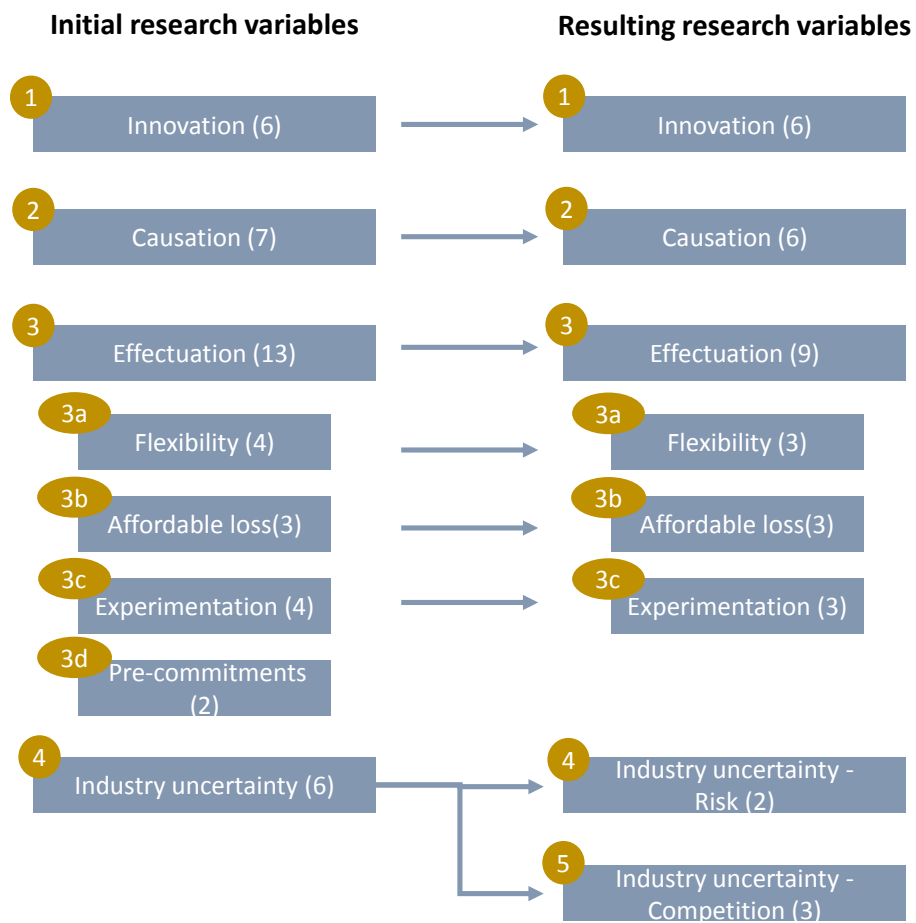 Initial research variables
Resulting research variables
1
Innovation (6)
1
Innovation (6)
2
Causation (7)
2
Causation (6)
3
Effectuation (13)
3
Effectuation (9)
3a
Flexibility (4)
3a
Flexibility (3)
3b
Affordable loss(3)
3b
Affordable loss(3)
3c
Experimentation (4)
3c
Experimentation (3)
3d
Pre-commitments
(2)
4
Industry uncertainty (6)
4
Industry uncertainty -
Risk (2)
5
Industry uncertainty -
Competition (3)